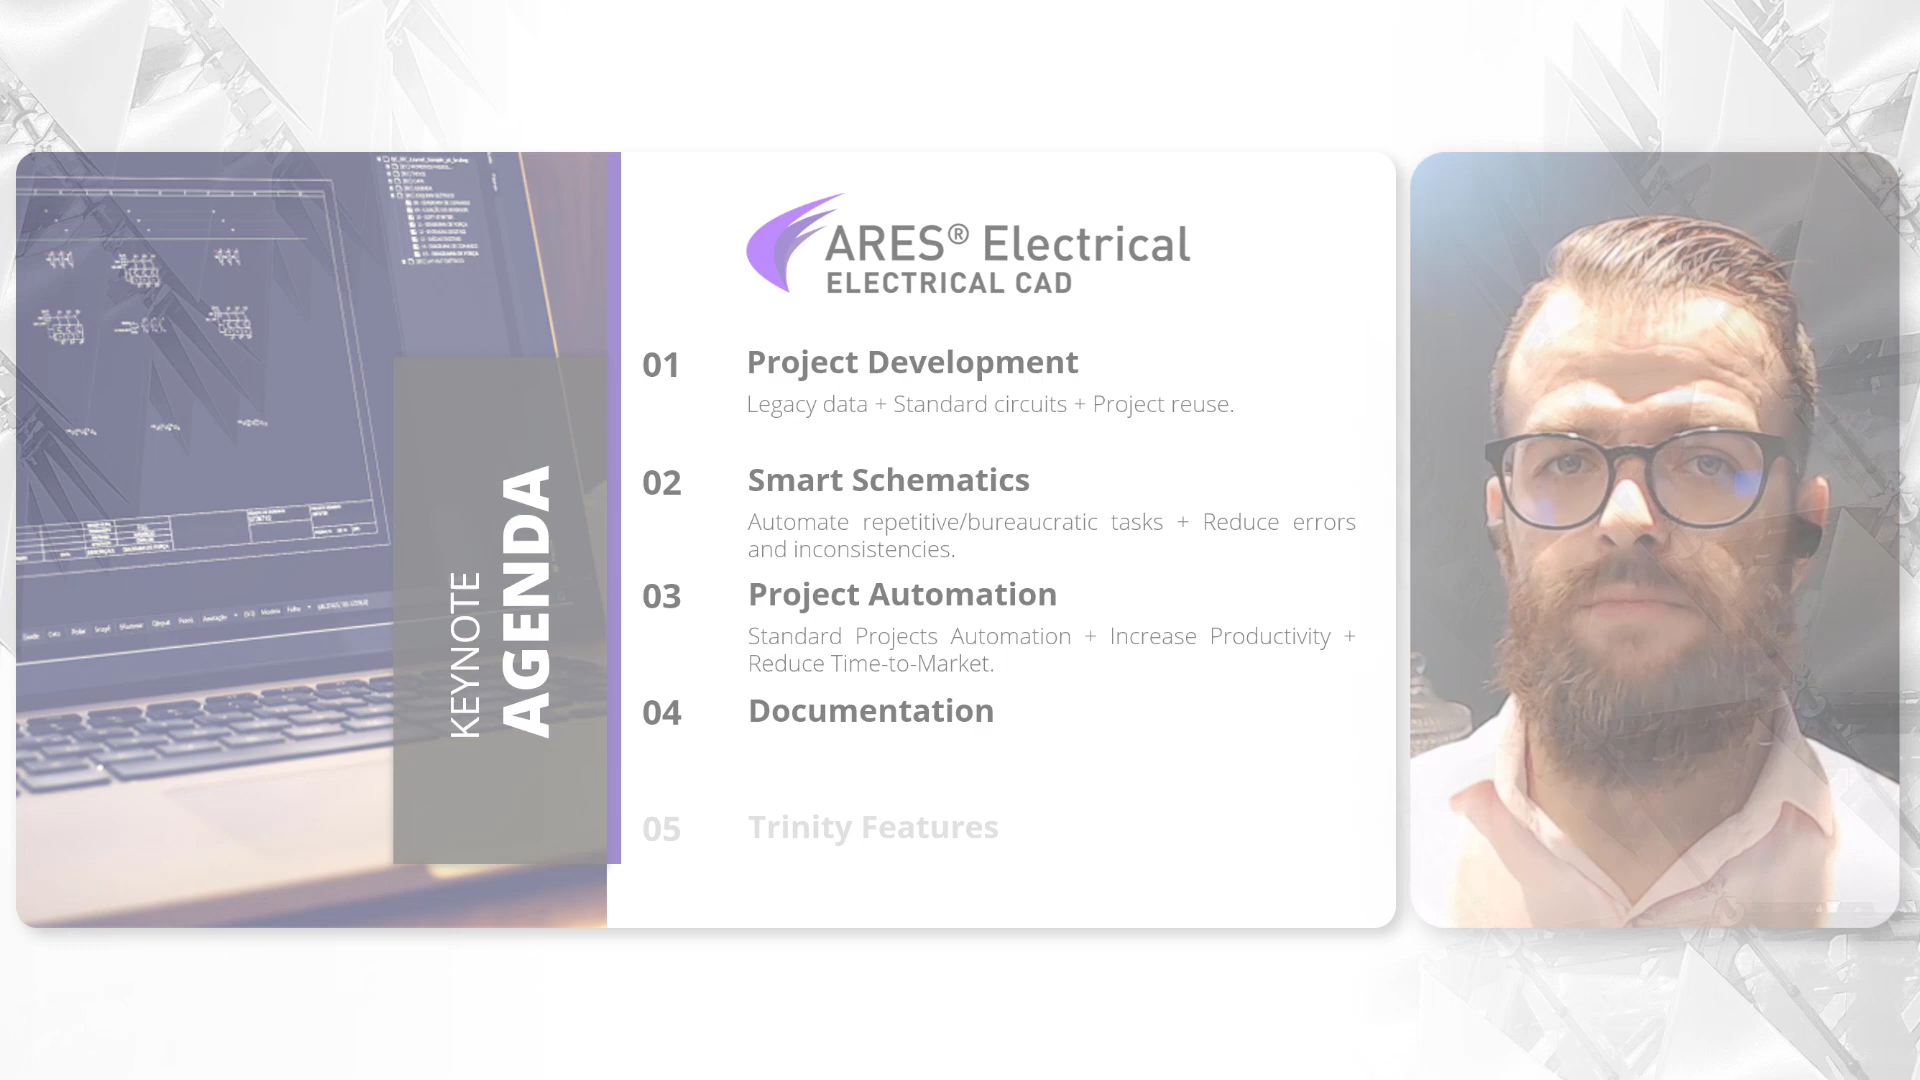 KEYNOTE
AGENDA
ARES® Electrical
ELECTRICAL CAD
01 Project Development
Legacy data + Standard circuits + Project reuse.
02 Smart Schematics
Automate repetitive/bureaucratic tasks + Reduce errors
and inconsistencies.
03 Project Automation
Standard Projects Automation + Increase Productivity +
Reduce Time-to-Market.
04 Documentation
05 Trinity Features